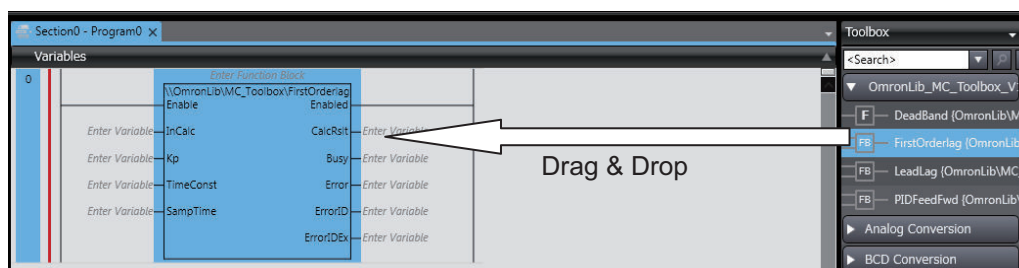 Section0 - Program0 ×
Toolbox
Variables
<Search>
0
Enter Function Block
\\OmronLib\MC_Toolbox\FirstOrderlag
Enable Enabled
Enter Variable InCalc CalcRslt Enter Variable
Enter Variable Kp Busy Enter Variable
Enter Variable TimeConst Error Enter Variable
Enter Variable SampTime ErrorID Enter Variable
ErrorIDEx Enter Variable
Drag & Drop
OmronLib_MC_Toolbox_V
F DeadBand {OmronLib\M
FB FirstOrderlag {OmronLib
FB LeadLag {OmronLib\MC_
FB PIDFeedFwd {OmronLib\
Analog Conversion
BCD Conversion